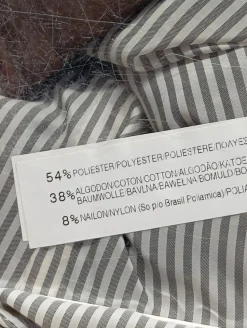 54% POLIESTER/POLYESTER/POLIESTERE/ΠΟΛΥΕΣ
38% ALGODON/COTON/COTTON/ALGODÃO/KATOE
BAUMWOLLE/BAVLNA/BAWEŁNA/BOMULD/BO
8% NAILON/NYLON (So p/o Brasil Poliamica)/POLIA